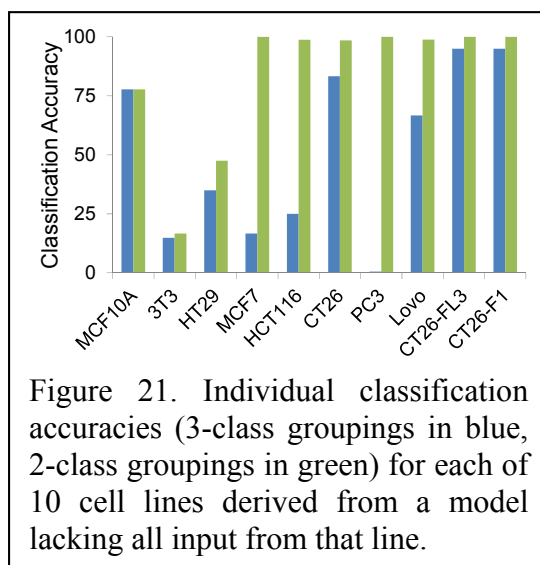 100
75
50
25
0
Classification Accuracy
MCF10A
3T3
HT29
MCF7
HCT116
CT26
PC3
Lovo
CT26-FL3
CT26-F1
Figure 21. Individual classification
accuracies (3-class groupings in blue,
2-class groupings in green) for each of
10 cell lines derived from a model
lacking all input from that line.